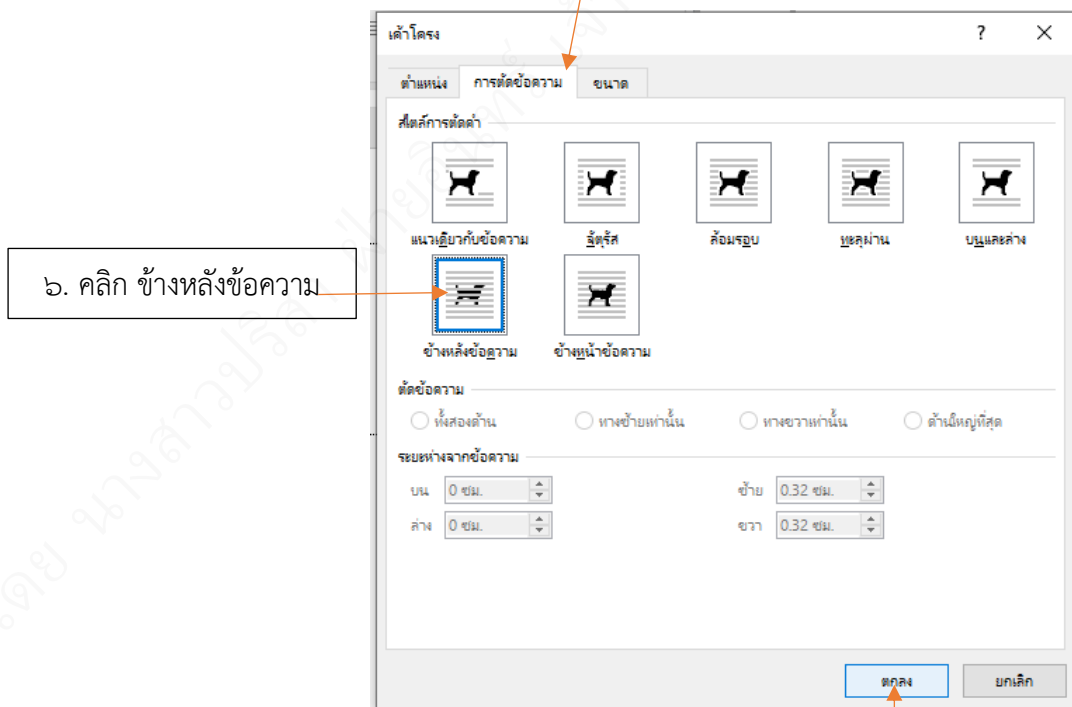 เค้าโครง ? ×
ตำแหน่ง การตัดข้อความ ขนาด
สไตล์การตัดคำ
แนวเดียวกับข้อความ จัตุรัส ล้อมรอบ ทะลุผ่าน บนและล่าง
๖. คลิก ข้างหลังข้อความ
ข้างหลังข้อความ ข้างหน้าข้อความ
ตัดข้อความ
ทั้งสองด้าน ทางซ้ายเท่านั้น ทางขวาเท่านั้น ด้านใหญ่ที่สุด
ระยะห่างจากข้อความ
บน 0 ซม. ซ้าย 0.32 ซม.
ล่าง 0 ซม. ขวา 0.32 ซม.
ตกลง ยกเลิก